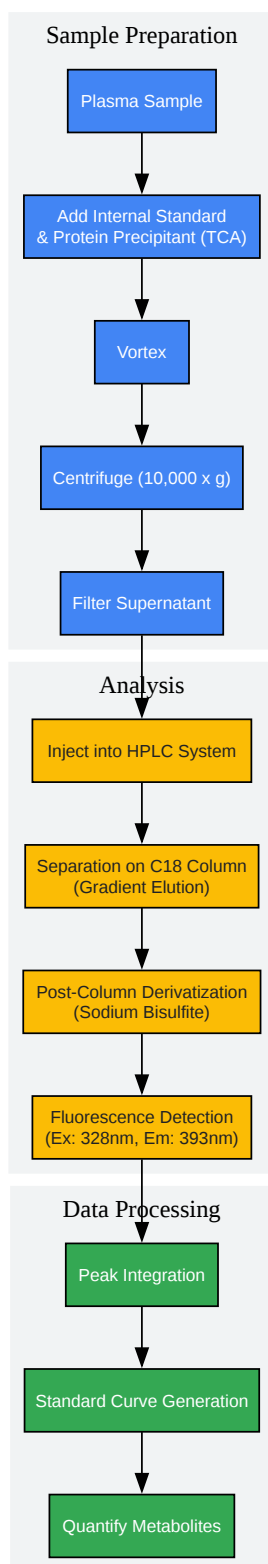 Sample Preparation
Plasma Sample
Add Internal Standard
& Protein Precipitant (TCA)
Vortex
Centrifuge (10,000 x g)
Filter Supernatant
Analysis
Inject into HPLC System
Separation on C18 Column
(Gradient Elution)
Post-Column Derivatization
(Sodium Bisulfite)
Fluorescence Detection
(Ex: 328nm, Em: 393nm)
Data Processing
Peak Integration
Standard Curve Generation
Quantify Metabolites